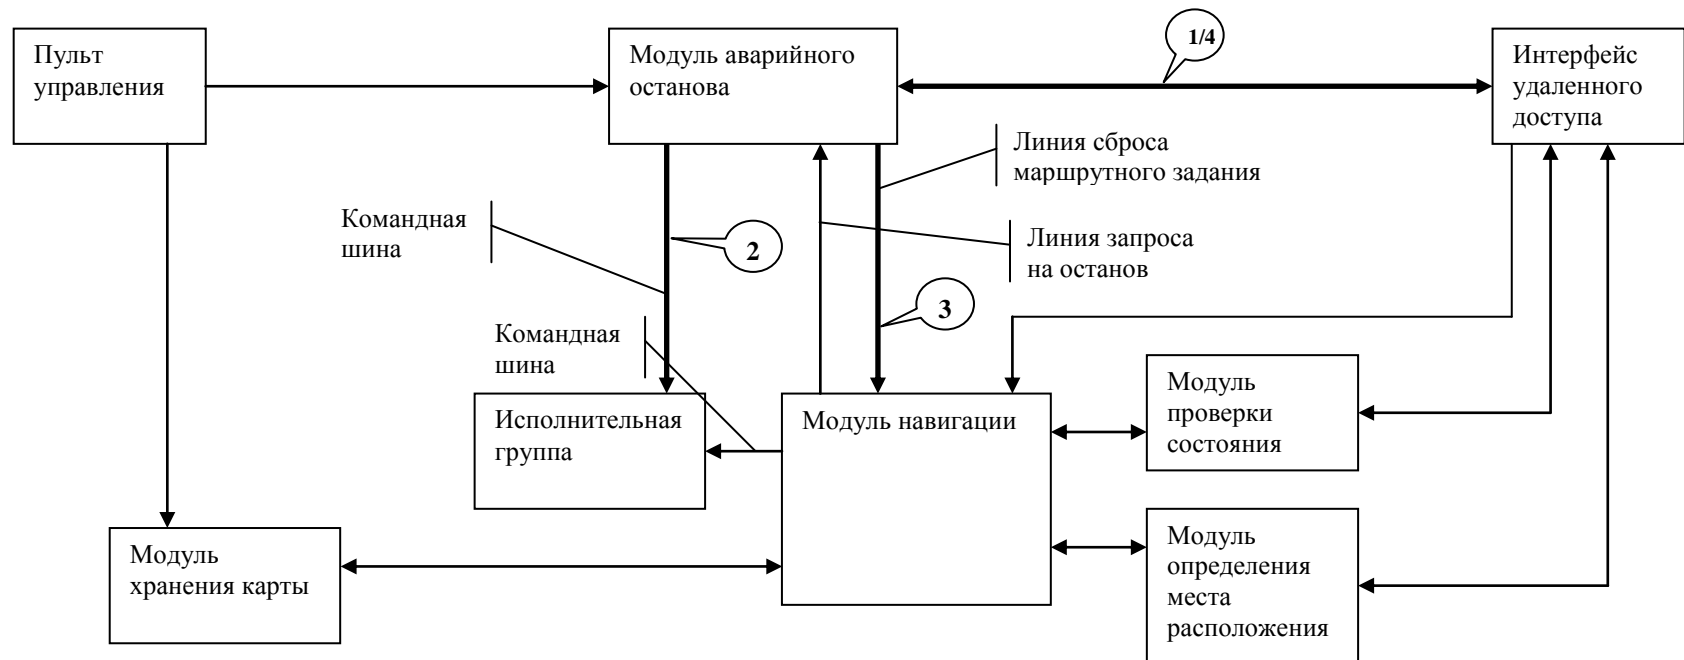 Пульт
управления
Модуль аварийного
останова
1/4
Интерфейс
удаленного
доступа
Линия сброса
маршрутного задания
Командная
шина
2
Линия запроса
на останов
3
Командная
шина
Исполнительная
группа
Модуль навигации
Модуль
проверки
состояния
Модуль
хранения карты
Модуль
определения
места
расположения